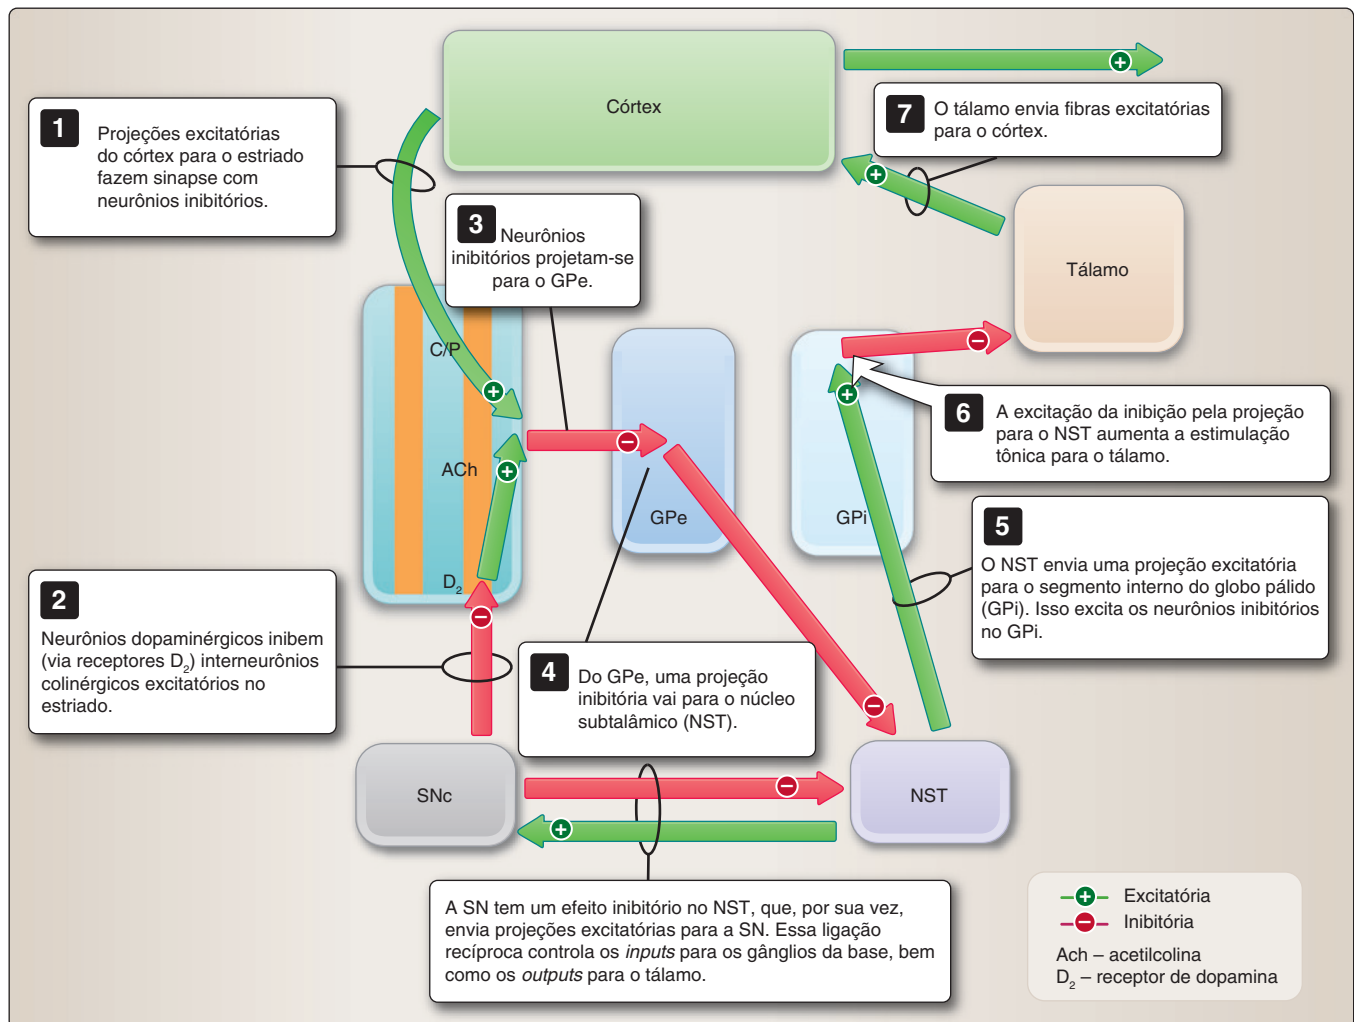 Córtex
1
Projeções excitatórias
do córtex para o estriado
fazem sinapse com
neurônios inibitórios.
7
O tálamo envia fibras excitatórias
para o córtex.
3
Neurônios
inibitórios projetam-se
para o GPe.
Tálamo
C/P
ACh
D2
GPe
GPi
6
A excitação da inibição pela projeção
para o NST aumenta a estimulação
tônica para o tálamo.
5
O NST envia uma projeção excitatória
para o segmento interno do globo pálido
(GPi). Isso excita os neurônios inibitórios
no GPi.
2
Neurônios dopaminérgicos inibem
(via receptores D2) interneurônios
colinérgicos excitatórios no
estriado.
4
Do GPe, uma projeção
inibitória vai para o núcleo
subtalâmico (NST).
SNc
NST
A SN tem um efeito inibitório no NST, que, por sua vez,
envia projeções excitatórias para a SN. Essa ligação
recíproca controla os inputs para os gânglios da base, bem
como os outputs para o tálamo.
Excitatória
Inibitória
Ach – acetilcolina
D2 – receptor de dopamina